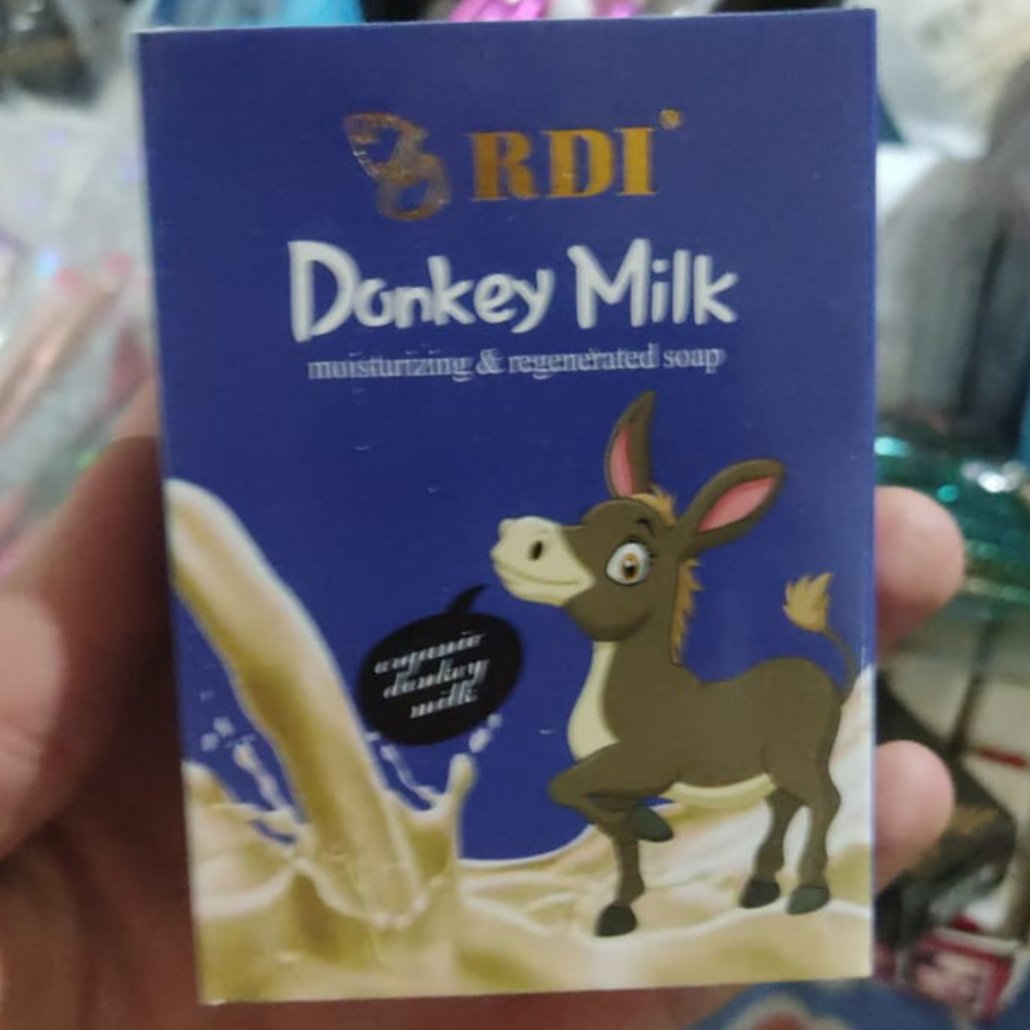 RDI®
Donkey Milk
moisturizing & regenerated soap
organic
donkey
milk